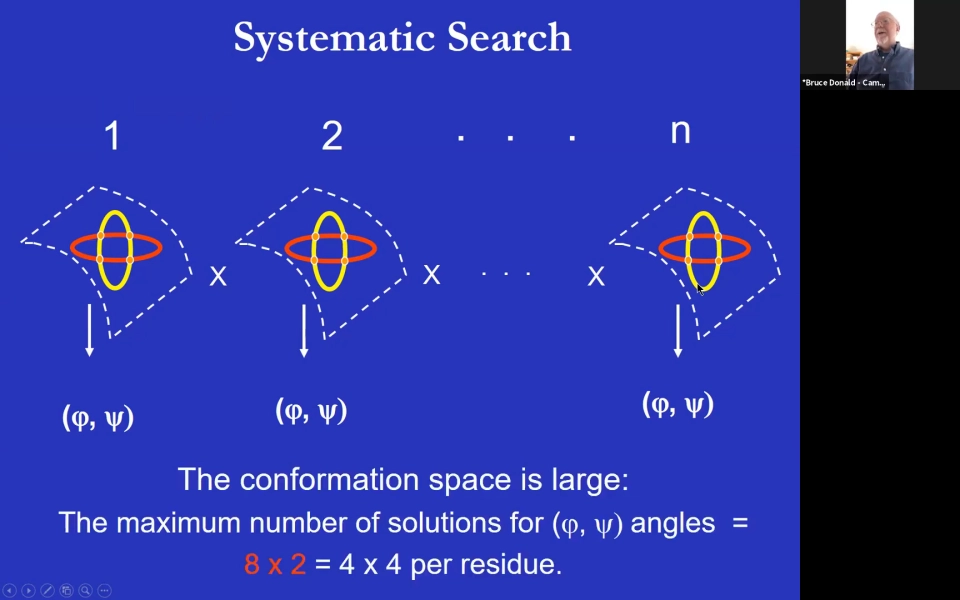 Systematic Search
1 2 . . . n
X X . . . X
(φ, ψ) (φ, ψ) (φ, ψ)
The conformation space is large:
The maximum number of solutions for (φ, ψ) angles =
8 x 2 = 4 x 4 per residue.
*Bruce Donald - Cam...